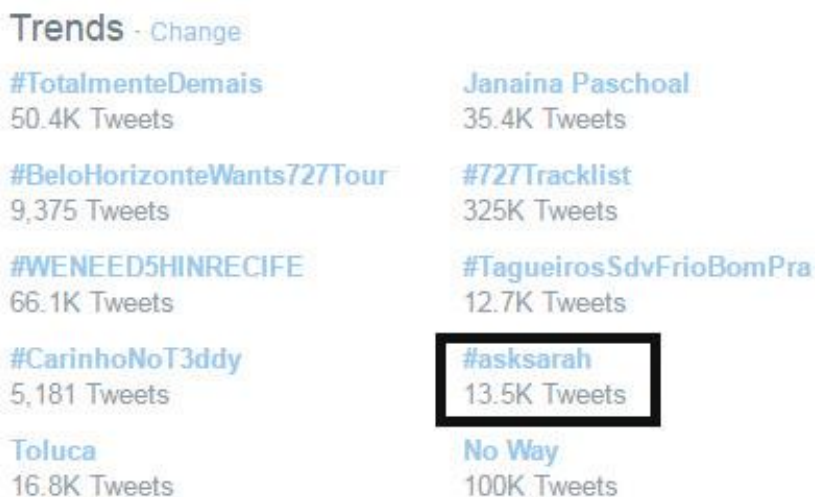 Trends · Change
#TotalmenteDemais
50.4K Tweets
Janaina Paschoal
35.4K Tweets
#BeloHorizonteWants727Tour
9,375 Tweets
#727Tracklist
325K Tweets
#WENEED5HINRECIFE
66.1K Tweets
#TagueirosSdvFrioBomPra
12.7K Tweets
#CarinhoNoT3ddy
5,181 Tweets
#asksarah
13.5K Tweets
Toluca
16.8K Tweets
No Way
100K Tweets